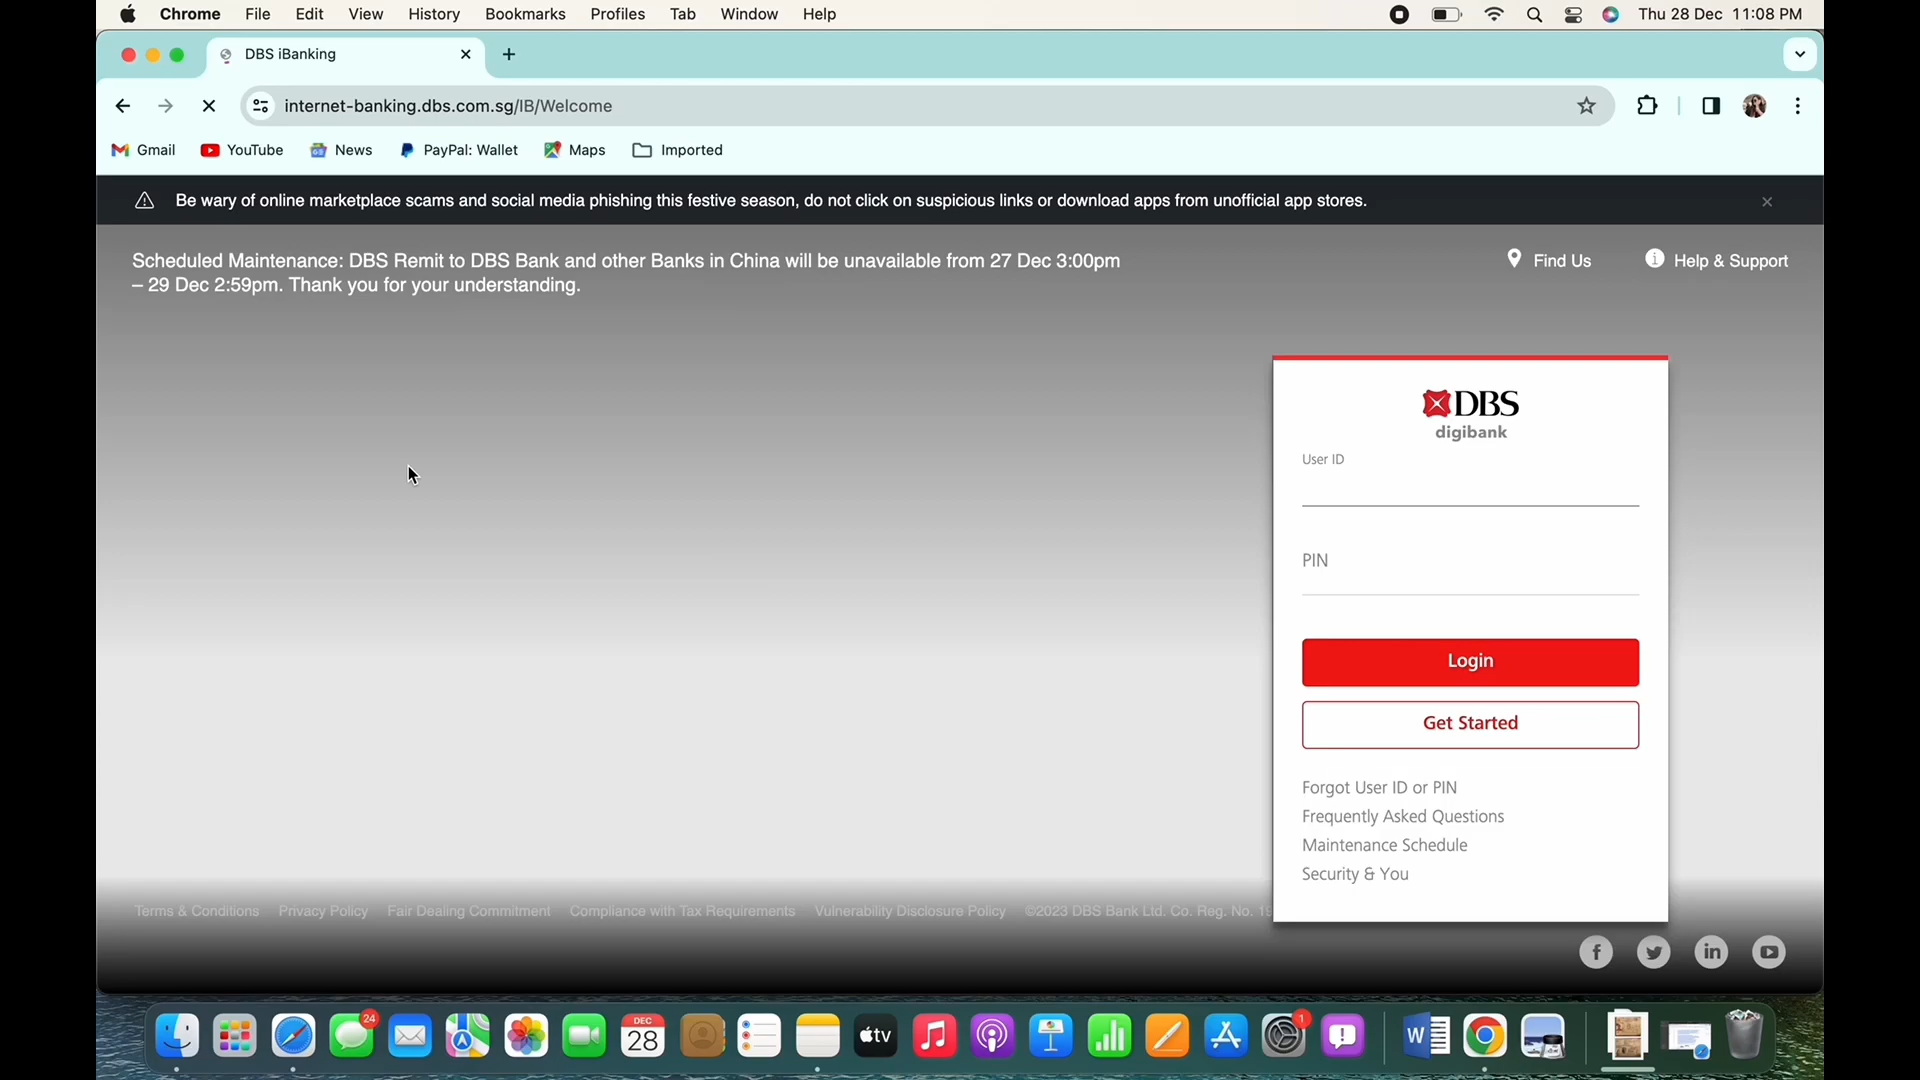 Chrome File Edit View History Bookmarks Profiles Tab Window Help Thu 28 Dec 11:08 PM
DBS iBanking
internet-banking.dbs.com.sg/IB/Welcome
Gmail YouTube News PayPal: Wallet Maps Imported
Be wary of online marketplace scams and social media phishing this festive season, do not click on suspicious links or download apps from unofficial app stores.
Scheduled Maintenance: DBS Remit to DBS Bank and other Banks in China will be unavailable from 27 Dec 3:00pm
– 29 Dec 2:59pm. Thank you for your understanding.
Find Us Help & Support
DBS
digibank
User ID
PIN
Login
Get Started
Forgot User ID or PIN
Frequently Asked Questions
Maintenance Schedule
Security & You
Terms & Conditions Privacy Policy Fair Dealing Commitment Compliance with Tax Requirements Vulnerability Disclosure Policy ©2023 DBS Bank Ltd. Co. Reg. No. 19
24
DEC
28
tv
1
W